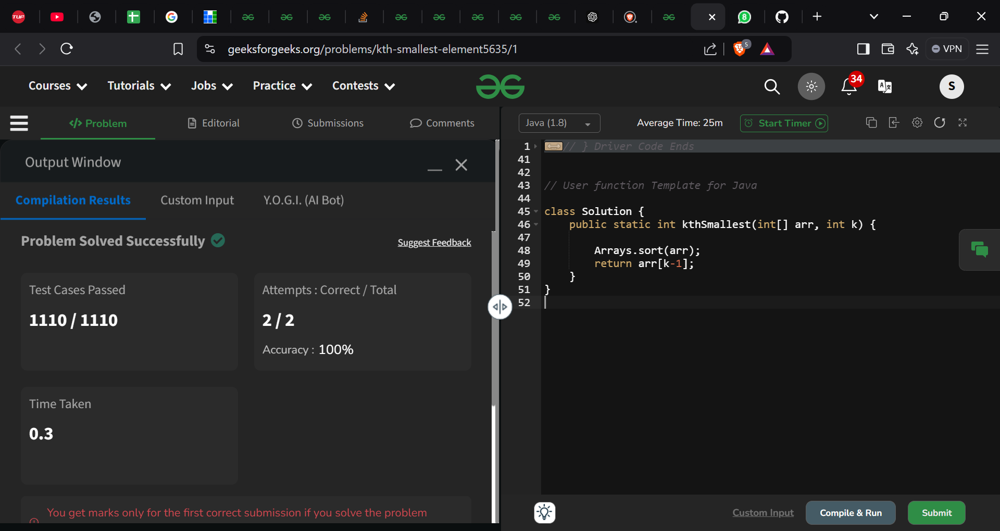 TUF
8
geeksforgeeks.org/problems/kth-smallest-element5635/1
5
VPN
Courses
Tutorials
Jobs
Practice
Contests
34
S
</> Problem
Editorial
Submissions
Comments
Java (1.8)
Average Time: 25m
Start Timer
Output Window
Compilation Results
Custom Input
Y.O.G.I. (AI Bot)
Problem Solved Successfully
Suggest Feedback
Test Cases Passed
1110 / 1110
Attempts : Correct / Total
2 / 2
Accuracy : 100%
Time Taken
0.3
You get marks only for the first correct submission if you solve the problem
1 // } Driver Code Ends
41
42
43 // User function Template for Java
44
45 class Solution {
46 public static int kthSmallest(int[] arr, int k) {
47
48 Arrays.sort(arr);
49 return arr[k-1];
50 }
51 }
52
Custom Input
Compile & Run
Submit